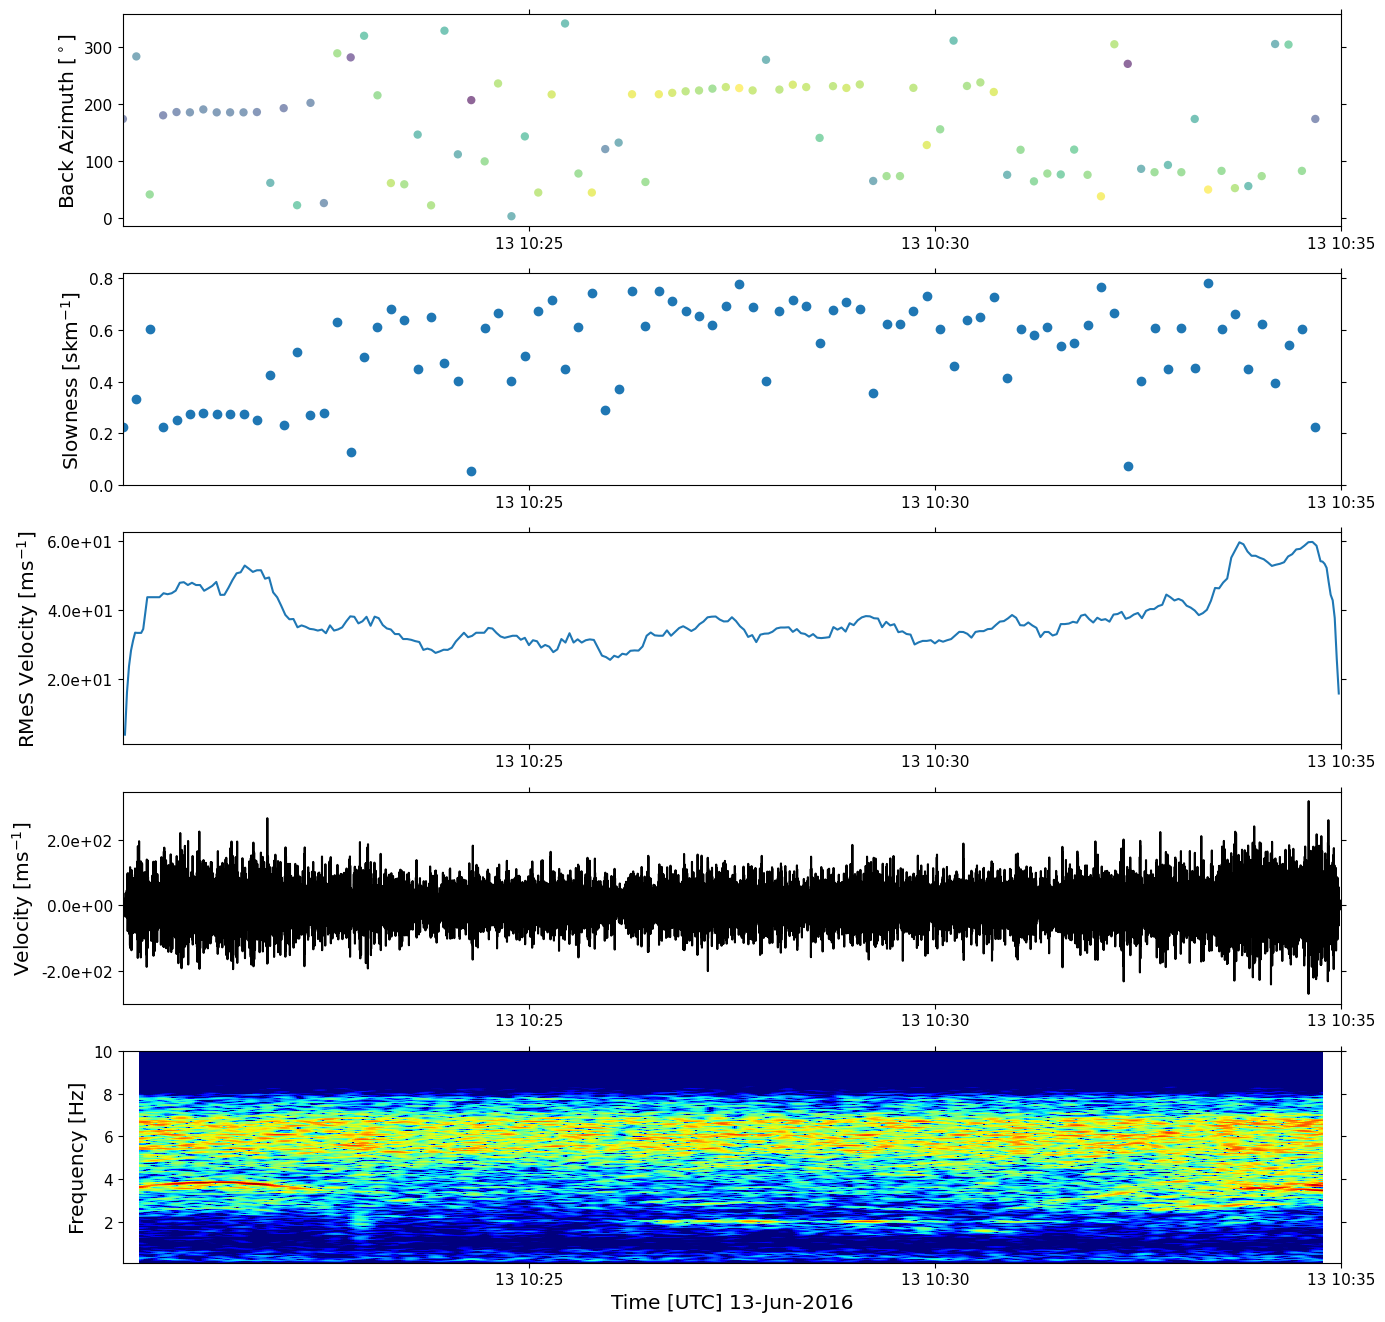 Back Azimuth [°]
300
200
100
0
13 10:25
13 10:30
13 10:35
Slowness [skm⁻¹]
0.8
0.6
0.4
0.2
0.0
13 10:25
13 10:30
13 10:35
RMeS Velocity [ms⁻¹]
6.0e+01
4.0e+01
2.0e+01
13 10:25
13 10:30
13 10:35
Velocity [ms⁻¹]
2.0e+02
0.0e+00
-2.0e+02
13 10:25
13 10:30
13 10:35
Frequency [Hz]
10
8
6
4
2
13 10:25
13 10:30
13 10:35
Time [UTC] 13-Jun-2016